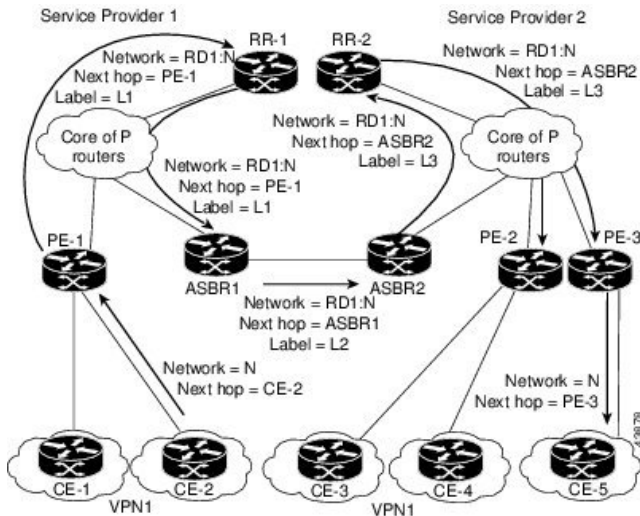 Service Provider 1
Service Provider 2
RR-1
RR-2
Network = RD1:N
Next hop = PE-1
Label = L1
Network = RD1:N
Next hop = ASBR2
Label = L3
Core of P
routers
Network = RD1:N
Next hop = ASBR2
Label = L3
Core of P
routers
Network = RD1:N
Next hop = PE-1
Label = L1
PE-1
ASBR1
ASBR2
PE-2
PE-3
Network = RD1:N
Next hop = ASBR1
Label = L2
Network = N
Next hop = CE-2
Network = N
Next hop = PE-3
CE-1
CE-2
CE-3
CE-4
CE-5
VPN1
VPN1